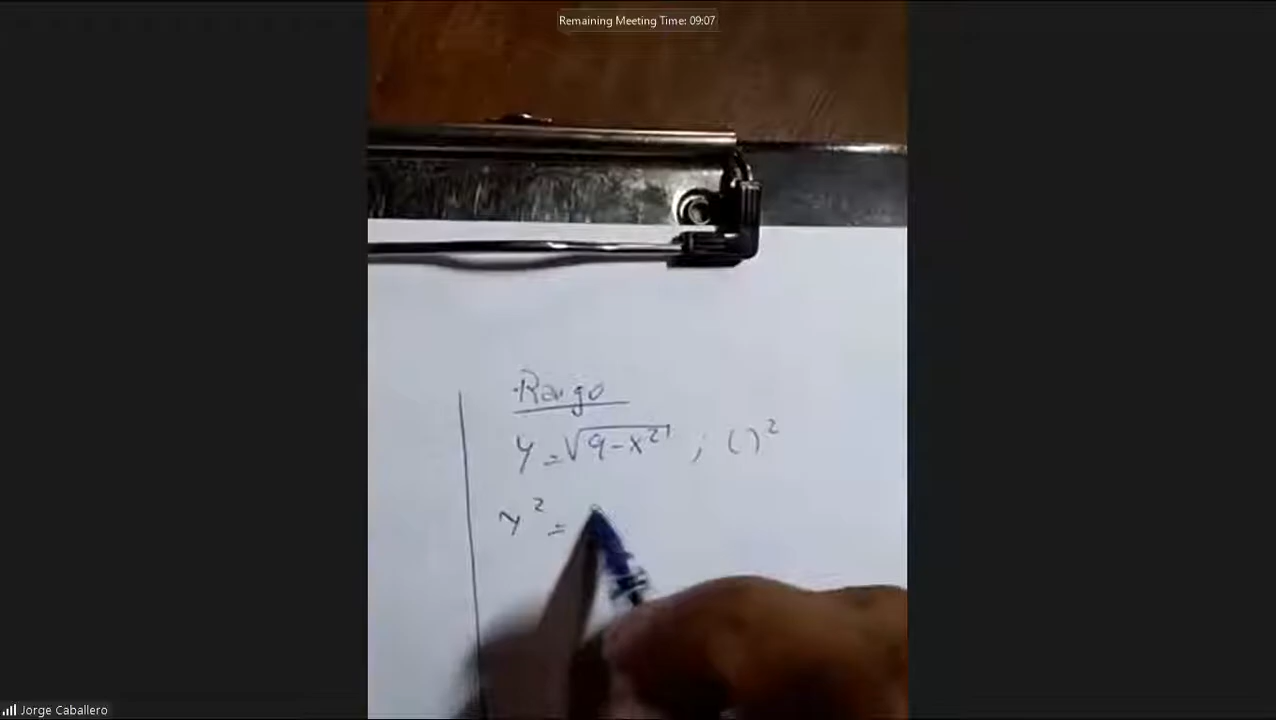 Remaining Meeting Time: 09:07
Rango
y = √9-x² ; ( )²
y² =
Jorge Caballero